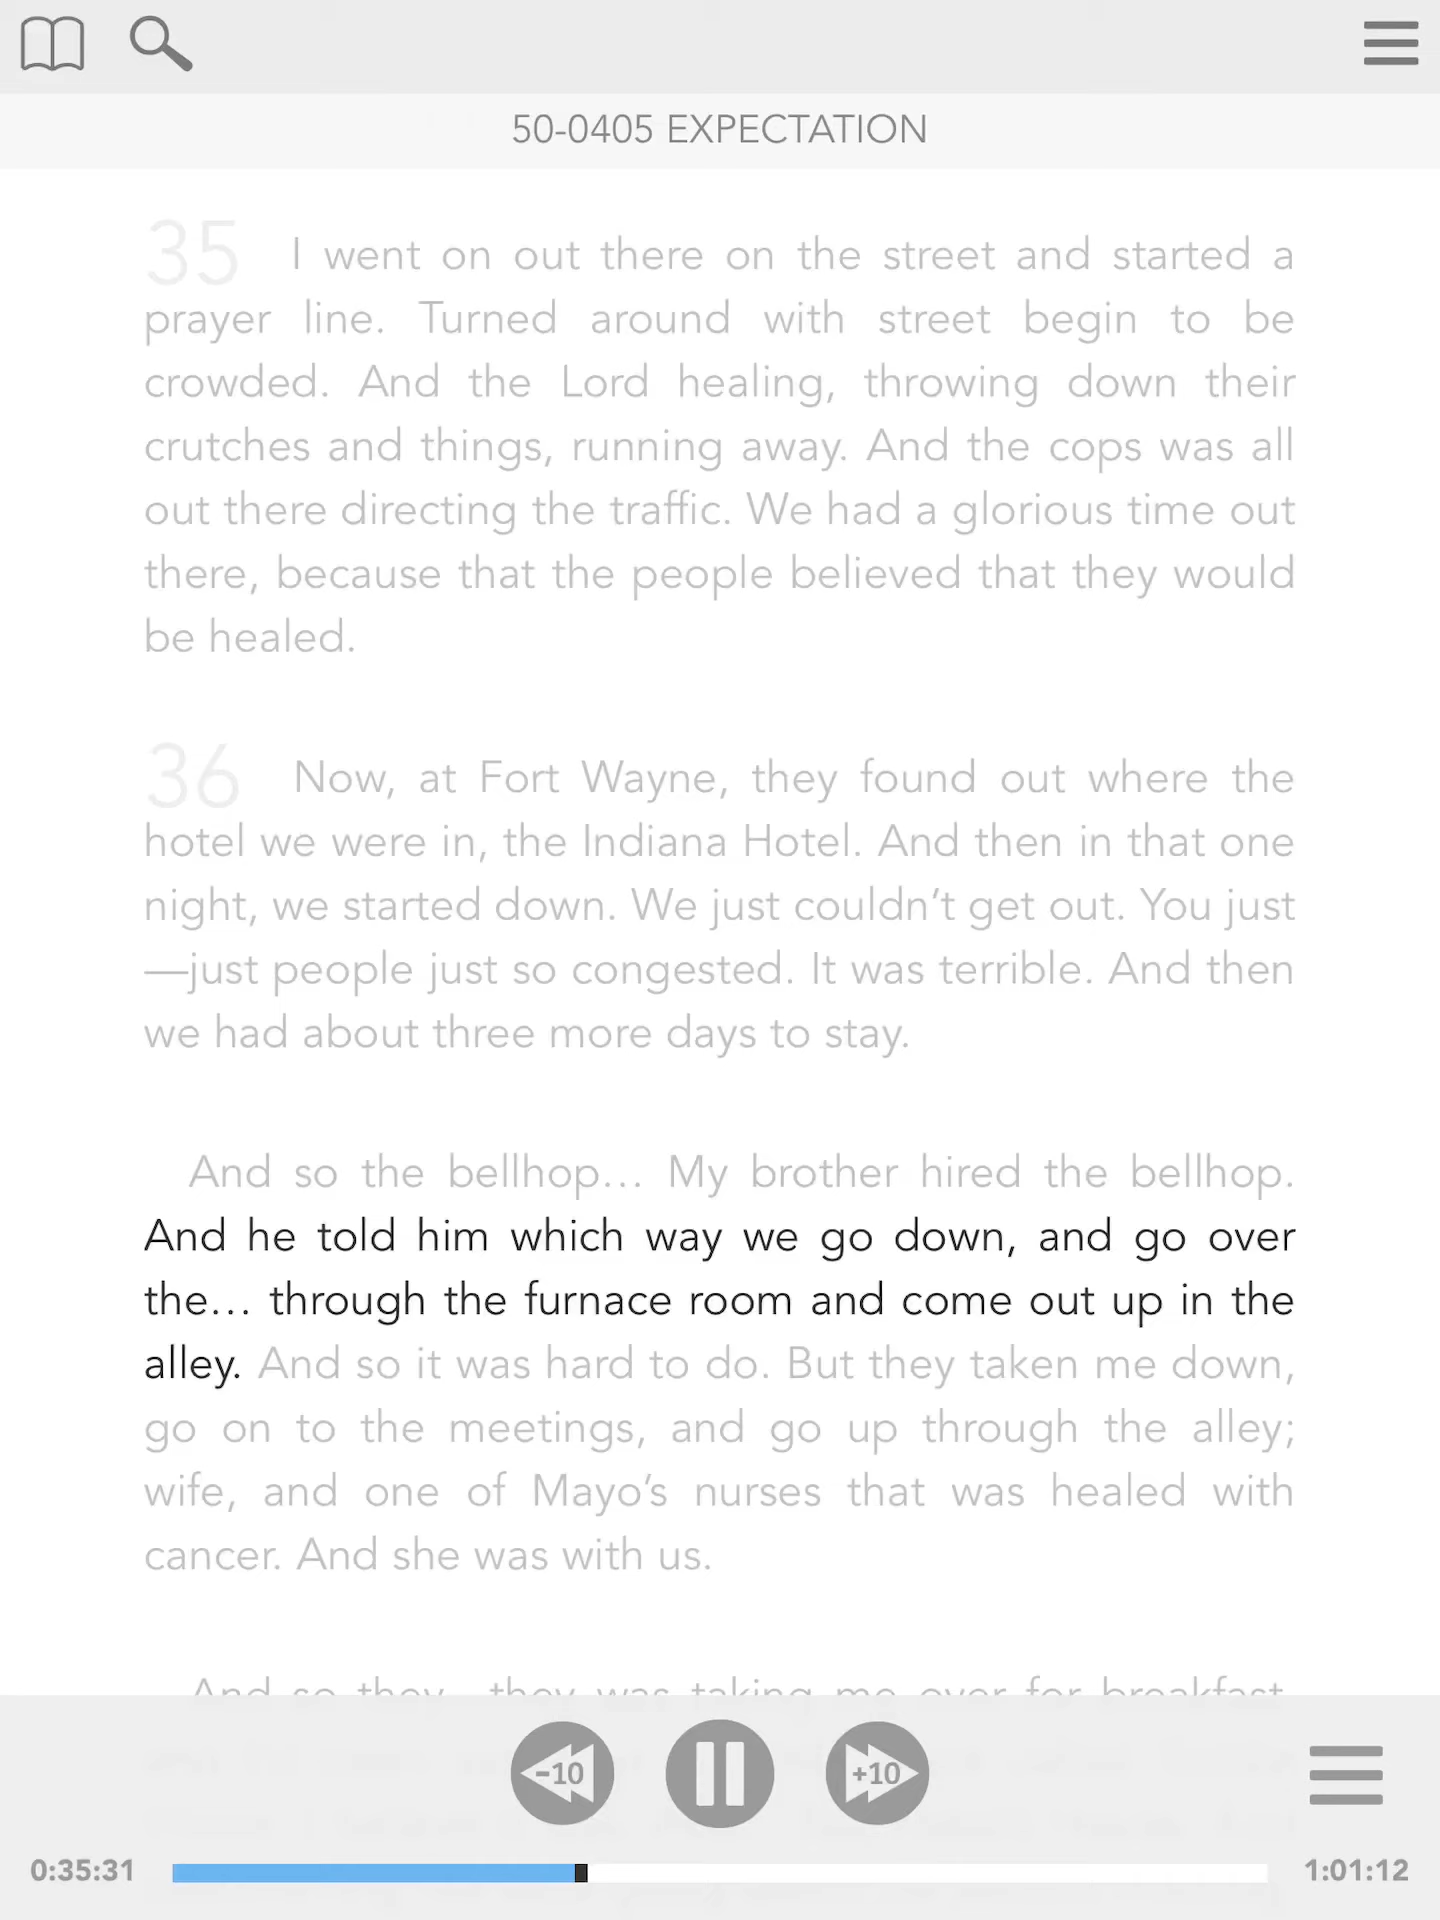 50-0405 EXPECTATION
35 I went on out there on the street and started a
prayer line. Turned around with street begin to be
crowded. And the Lord healing, throwing down their
crutches and things, running away. And the cops was all
out there directing the traffic. We had a glorious time out
there, because that the people believed that they would
be healed.
36 Now, at Fort Wayne, they found out where the
hotel we were in, the Indiana Hotel. And then in that one
night, we started down. We just couldn’t get out. You just
—just people just so congested. It was terrible. And then
we had about three more days to stay.
And so the bellhop… My brother hired the bellhop.
And he told him which way we go down, and go over
the… through the furnace room and come out up in the
alley. And so it was hard to do. But they taken me down,
go on to the meetings, and go up through the alley;
wife, and one of Mayo’s nurses that was healed with
cancer. And she was with us.
And so they they was taking me over for breakfast
-10 +10
0:35:31 1:01:12